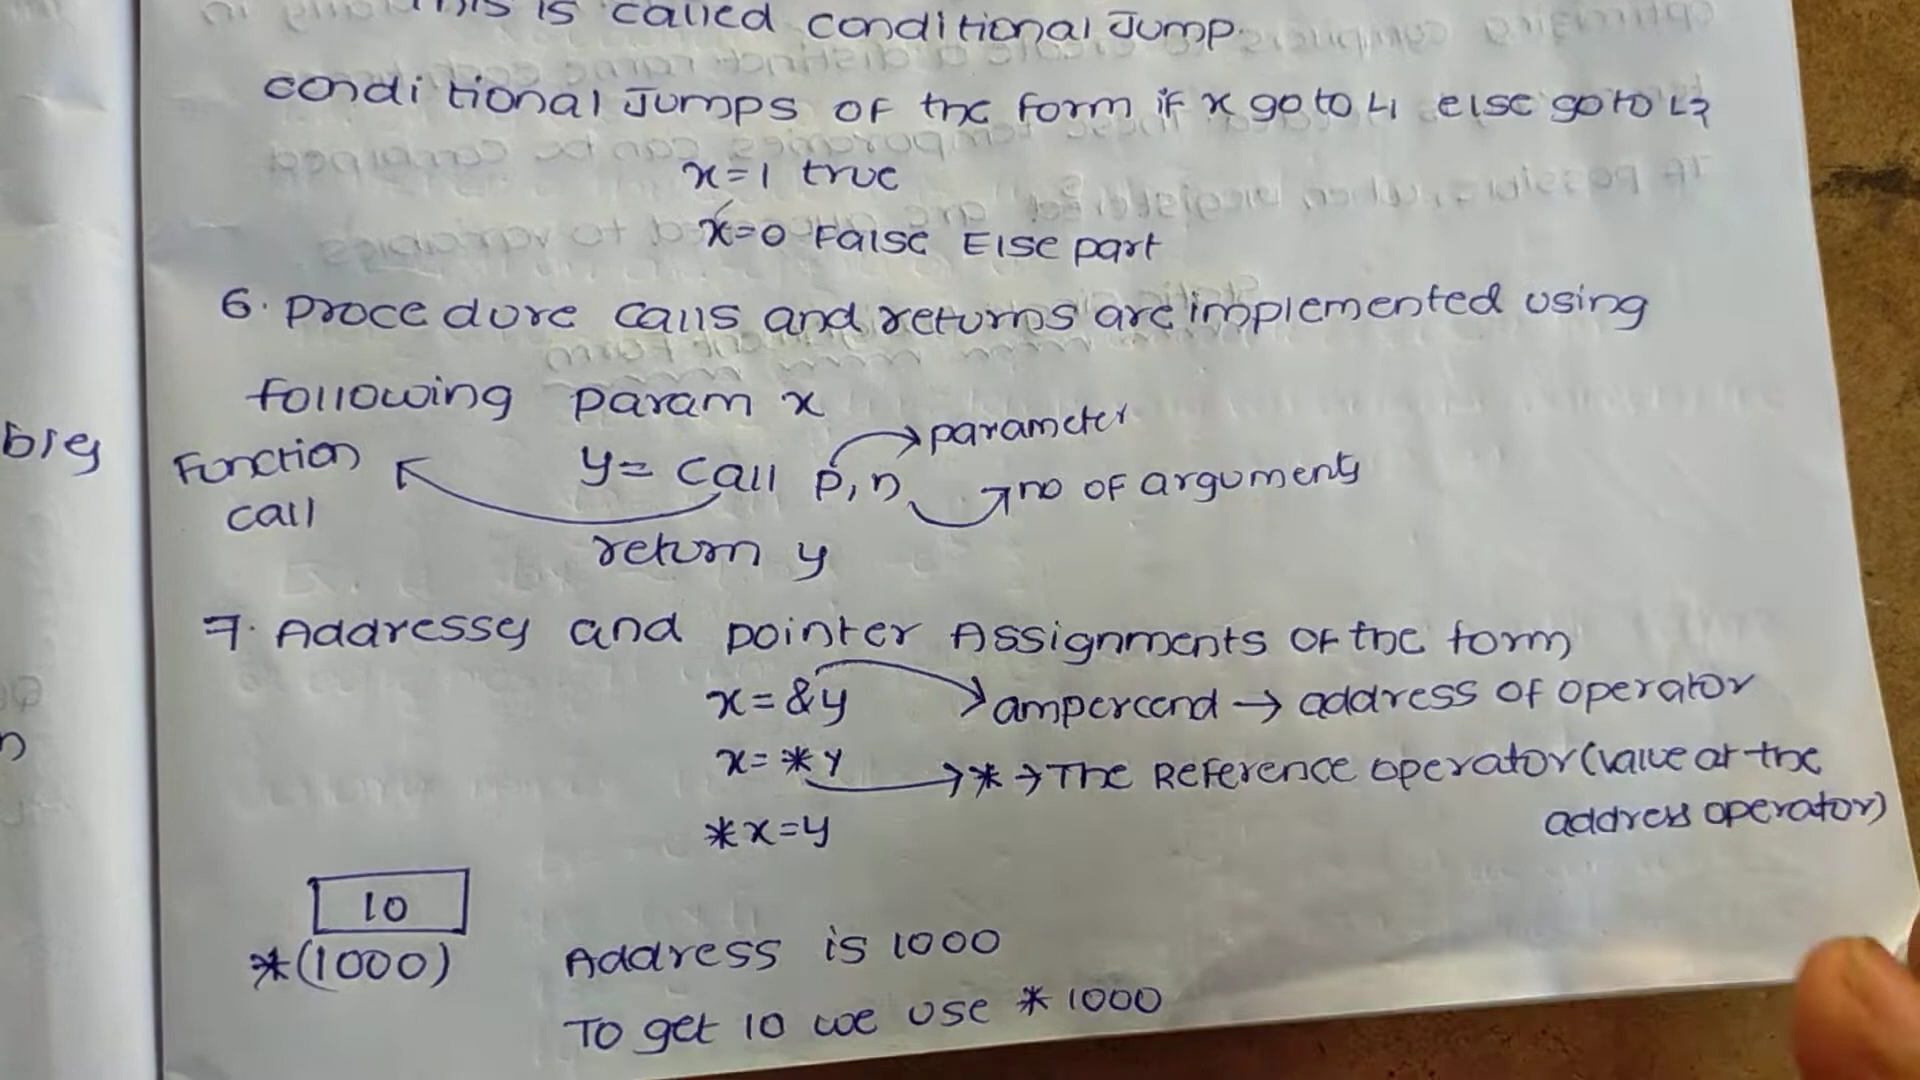 This is called conditional Jump.
conditional Jumps of the form if x goto L1 else goto L2
x=1 true
x=0 False Else part
6. procedure calls and returns are implemented using
following param x
y= call p,n
→ parameter
→ no of arguments
Function
call
return y
7. Addresses and pointer Assignments of the form
x = &y → ampercend → address of operator
x= *y → * → The Reference operator (value at the
address operator)
*x=y
10
*(1000)
Address is 1000
To get 10 we use *1000